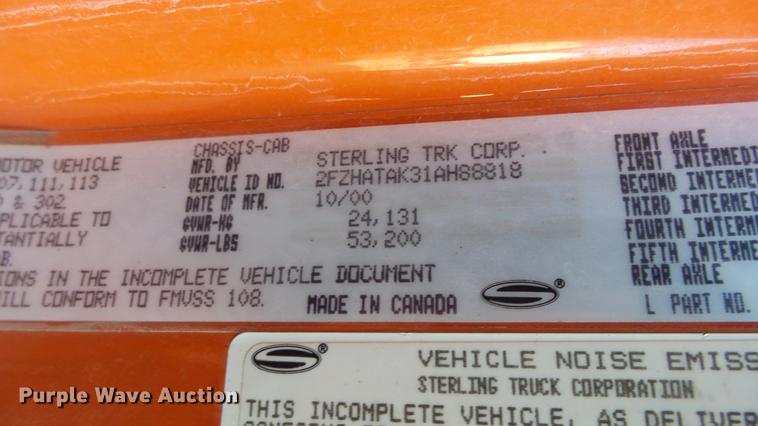 CHASSIS-CAB
MOTOR VEHICLE MFD. BY STERLING TRK CORP. FRONT AXLE
07,111,113 VEHICLE ID NO. 2FZHATAK31AH88818 FIRST INTERMEDI
& 302 DATE OF MFR. 10/00 SECOND INTERMED
PLICABLE TO GVWR-KG 24,131 THIRD INTERME
TANTIALLY GVWR-LBS 53,200 FOURTH INTERM
FIFTH INTERME
IONS IN THE INCOMPLETE VEHICLE DOCUMENT REAR AXLE
ILL CONFORM TO FMVSS 108. MADE IN CANADA ® L PART NO.
® VEHICLE NOISE EMISS
STERLING TRUCK CORPORATION
THIS INCOMPLETE VEHICLE, AS DELIVER
Purple Wave Auction